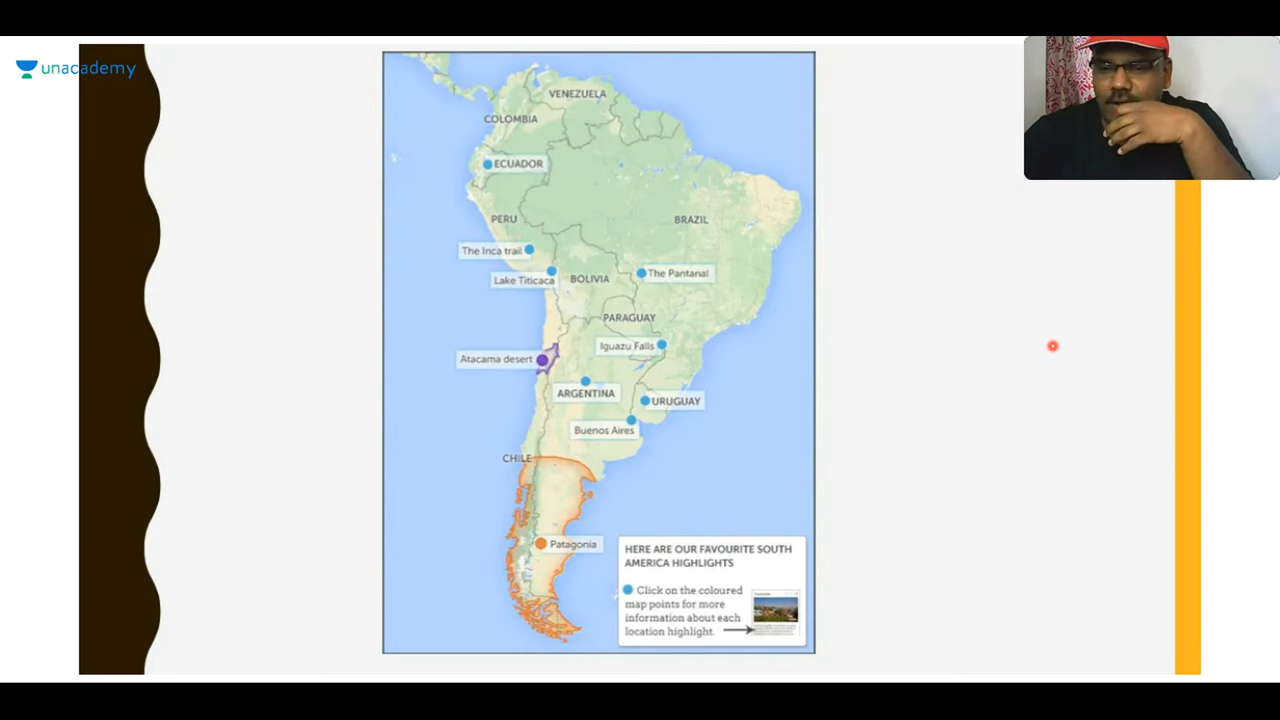 unacademy
VENEZUELA
COLOMBIA
ECUADOR
PERU
BRAZIL
The Inca trail
Lake Titicaca
BOLIVIA
The Pantanal
PARAGUAY
Iguazu Falls
Atacama desert
ARGENTINA
URUGUAY
Buenos Aires
CHILE
Patagonia
HERE ARE OUR FAVOURITE SOUTH
AMERICA HIGHLIGHTS
Click on the coloured
map points for more
information about each
location highlight.